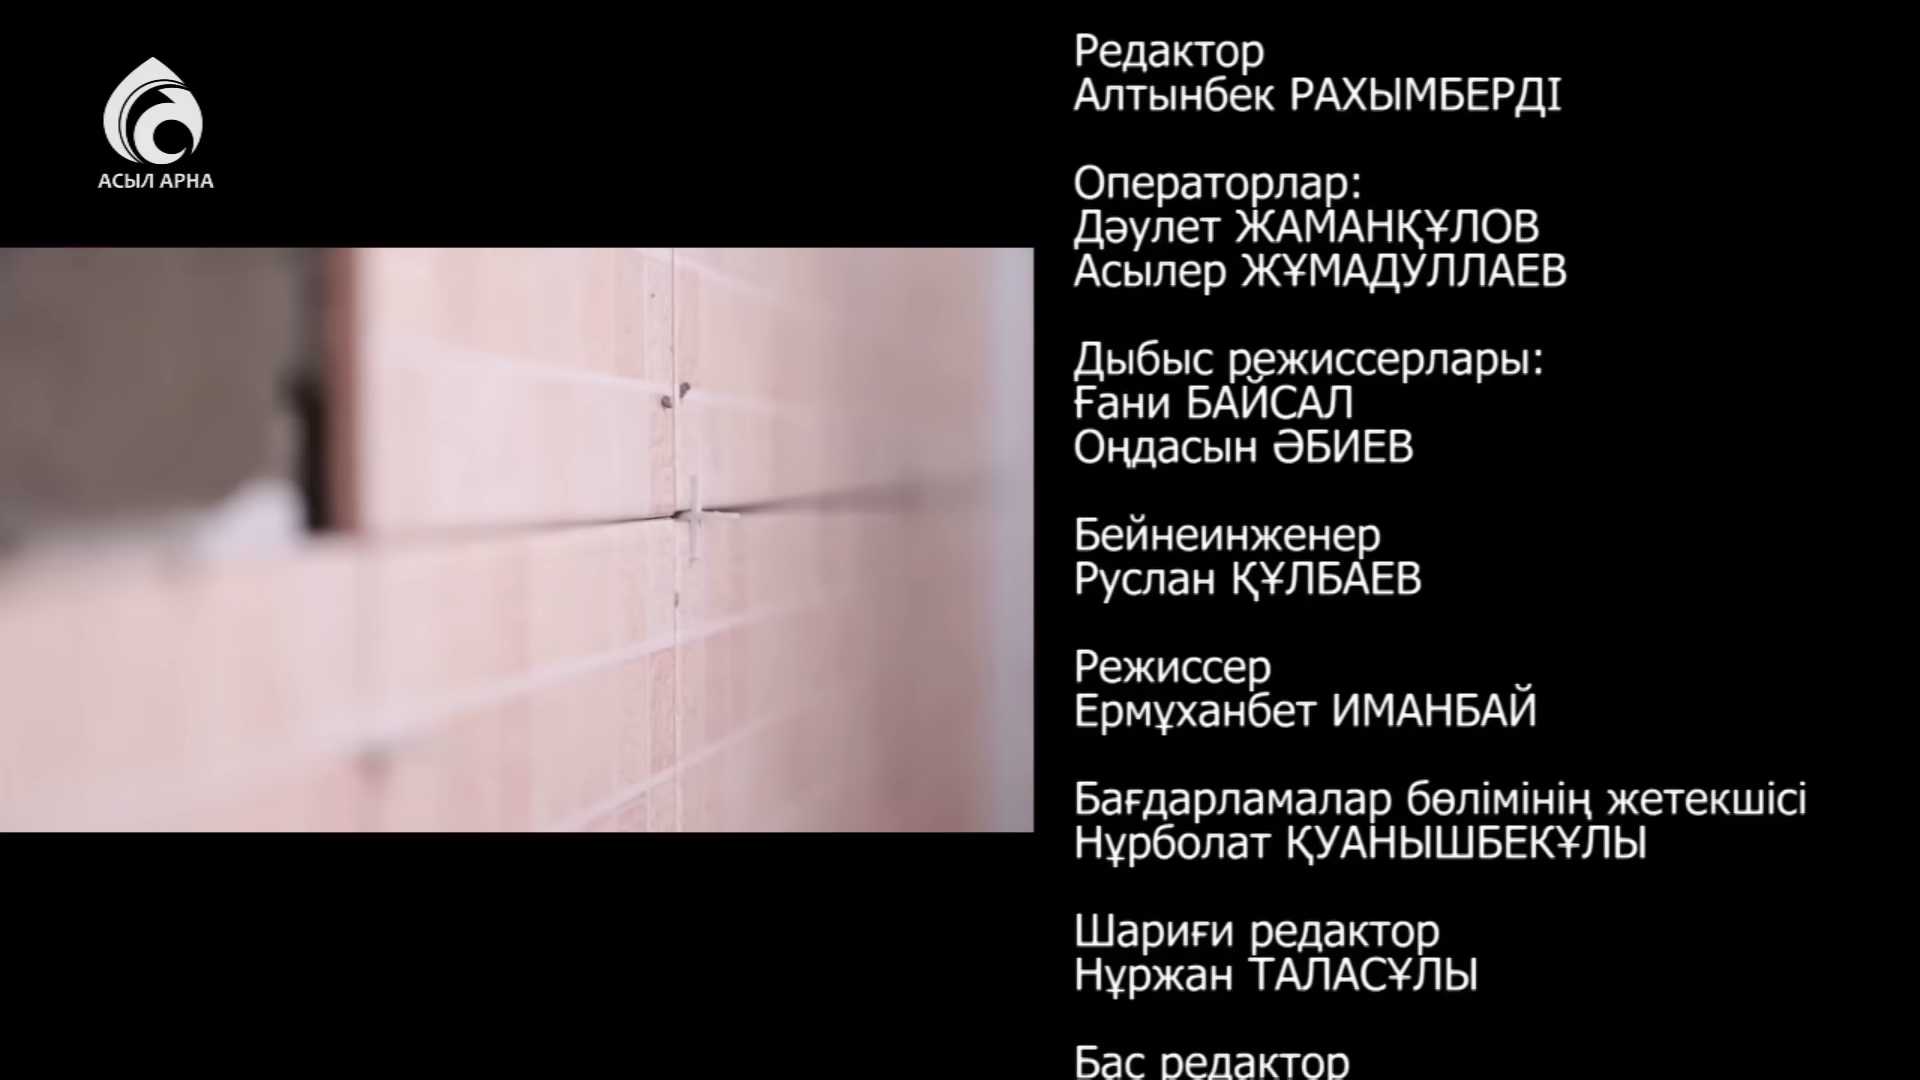 АСЫЛ АРНА
Редактор
Алтынбек РАХЫМБЕРДІ
Операторлар:
Дәулет ЖАМАНҚҰЛОВ
Асылер ЖҰМАДУЛЛАЕВ
Дыбыс режиссерлары:
Ғани БАЙСАЛ
Оңдасын ӘБИЕВ
Бейнеинженер
Руслан ҚҰЛБАЕВ
Режиссер
Ермұханбет ИМАНБАЙ
Бағдарламалар бөлімінің жетекшісі
Нұрболат ҚУАНЫШБЕКҰЛЫ
Шариғи редактор
Нұржан ТАЛАСҰЛЫ
Бас редактор